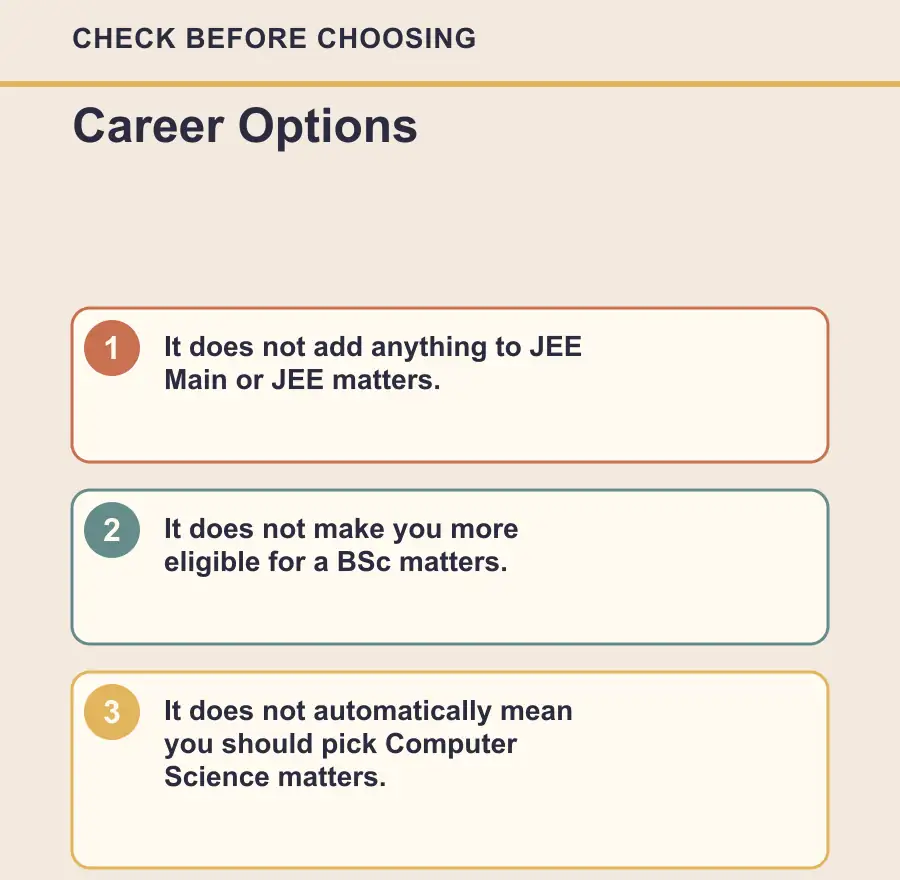 CHECK BEFORE CHOOSING
Career Options
1
It does not add anything to JEE
Main or JEE matters.
2
It does not make you more
eligible for a BSc matters.
3
It does not automatically mean
you should pick Computer
Science matters.